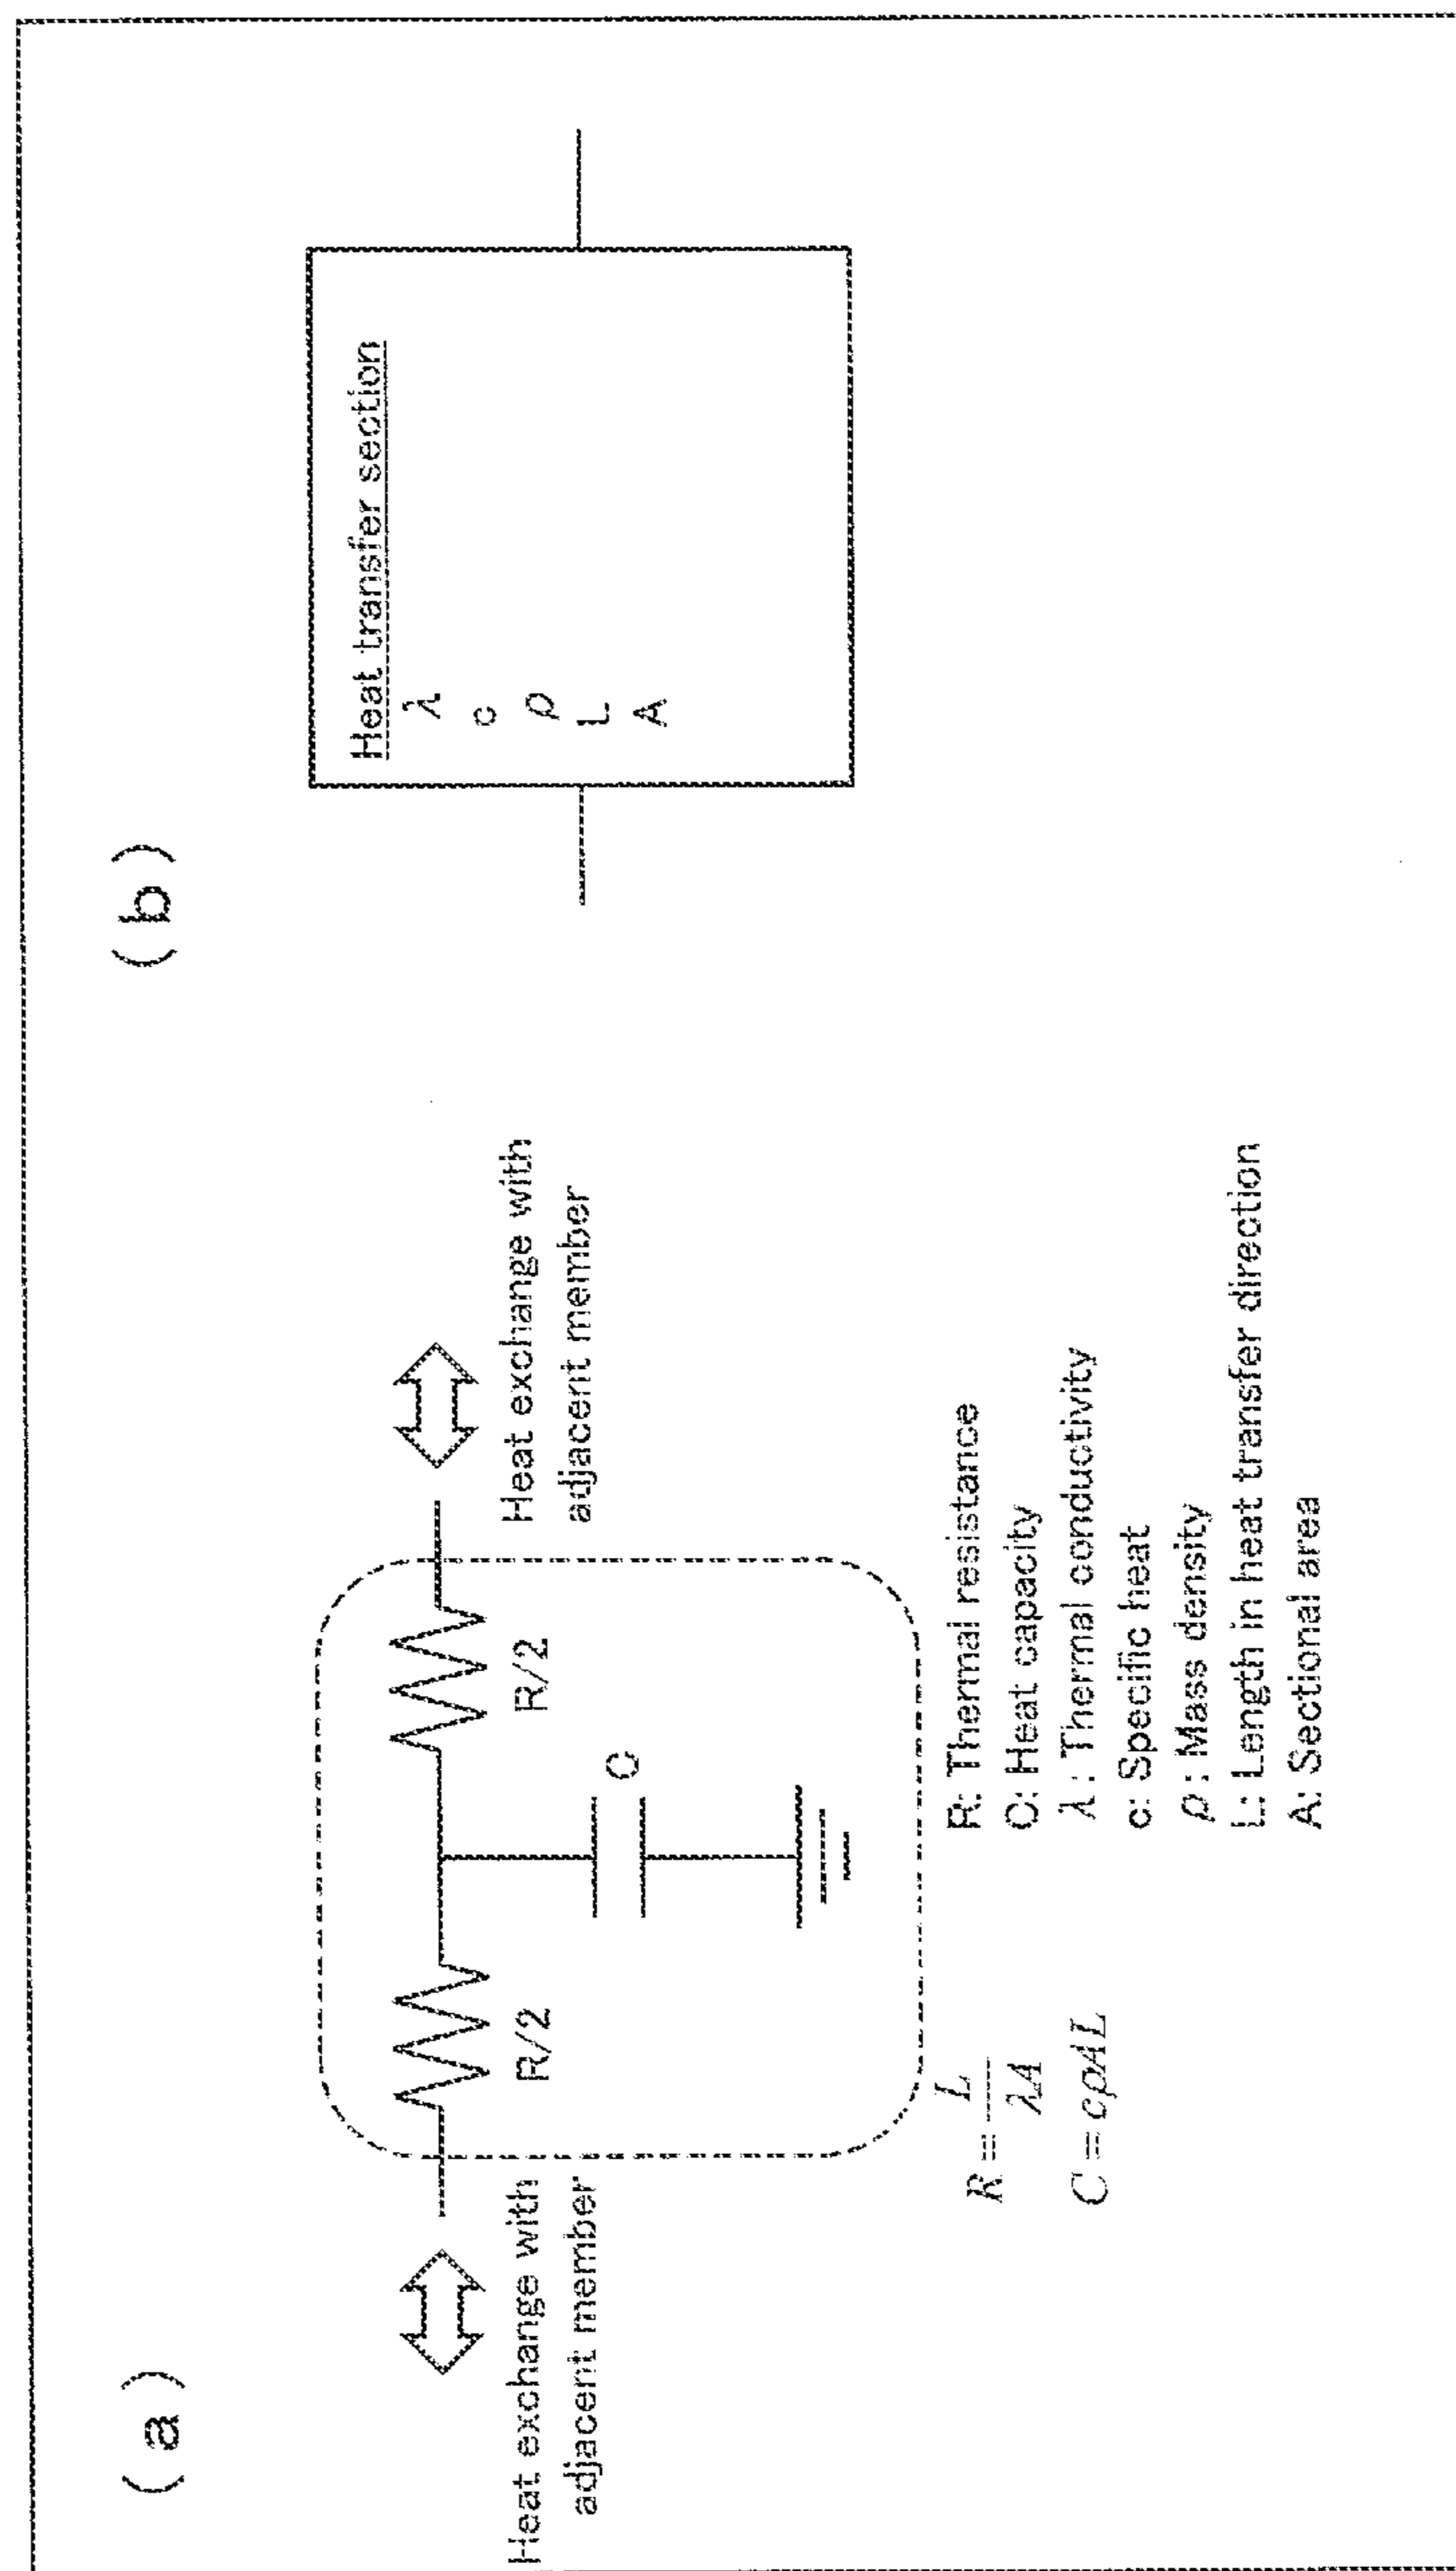 (a)
Heat exchange with
adjacent member
R/2
C
R/2
Heat exchange with
adjacent member
R = L / λA
C = cρAL
R: Thermal resistance
C: Heat capacity
λ: Thermal conductivity
c: Specific heat
ρ: Mass density
L: Length in heat transfer direction
A: Sectional area
(b)
Heat transfer section
λ
c
ρ
L
A